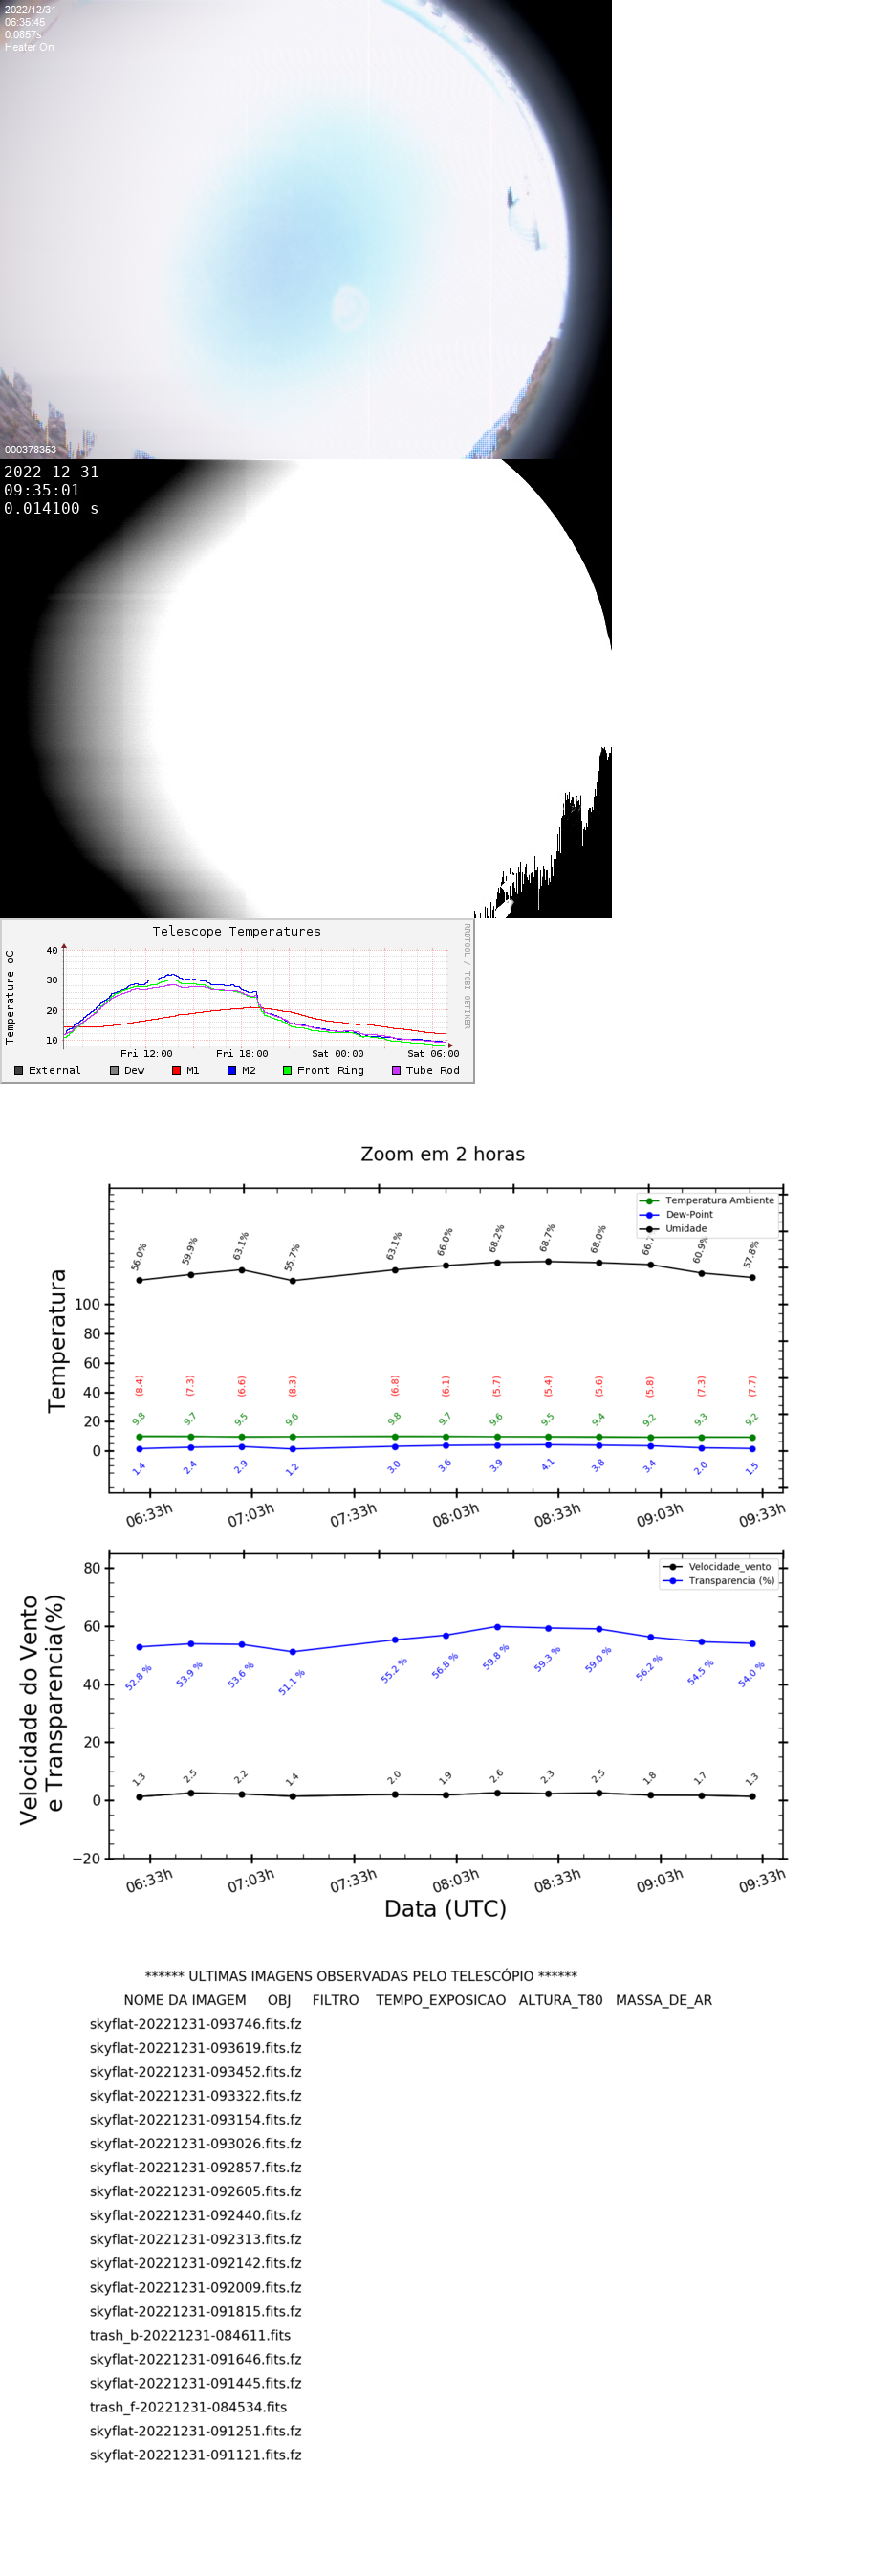 2022/12/31
06:35:45
0.0857s
Heater On
000378353
2022-12-31
09:35:01
0.014100 s
Telescope Temperatures
RRDTOOL / TOBI OETIKER
Temperature oC
40
30
20
10
Fri 12:00 Fri 18:00 Sat 00:00 Sat 06:00
External Dew M1 M2 Front Ring Tube Rod
Zoom em 2 horas
Temperatura Ambiente
Dew-Point
Umidade
56.0% 59.9% 63.1% 55.7% 63.1% 66.0% 68.2% 68.7% 68.0% 60.9% 57.8%
Temperatura
100
80
60
40
20
0
(8.4) (7.3) (6.6) (8.3) (6.8) (6.1) (5.7) (5.4) (5.6) (5.8) (7.3) (7.7)
9.8 9.7 9.5 9.6 9.8 9.7 9.6 9.5 9.4 9.2 9.3 9.2
1.4 2.4 2.9 1.2 3.0 3.6 3.9 4.1 3.8 3.4 2.0 1.5
06:33h 07:03h 07:33h 08:03h 08:33h 09:03h 09:33h
Velocidade_vento
Transparencia (%)
Velocidade do Vento
e Transparencia(%)
80
60
40
20
0
−20
52.8 % 53.9 % 53.6 % 51.1 % 55.2 % 56.8 % 59.8 % 59.3 % 59.0 % 56.2 % 54.5 % 54.0 %
1.3 2.5 2.2 1.4 2.0 1.9 2.6 2.3 2.5 1.8 1.7 1.3
06:33h 07:03h 07:33h 08:03h 08:33h 09:03h 09:33h
Data (UTC)
****** ULTIMAS IMAGENS OBSERVADAS PELO TELESCÓPIO ******
NOME DA IMAGEM OBJ FILTRO TEMPO_EXPOSICAO ALTURA_T80 MASSA_DE_AR
skyflat-20221231-093746.fits.fz
skyflat-20221231-093619.fits.fz
skyflat-20221231-093452.fits.fz
skyflat-20221231-093322.fits.fz
skyflat-20221231-093154.fits.fz
skyflat-20221231-093026.fits.fz
skyflat-20221231-092857.fits.fz
skyflat-20221231-092605.fits.fz
skyflat-20221231-092440.fits.fz
skyflat-20221231-092313.fits.fz
skyflat-20221231-092142.fits.fz
skyflat-20221231-092009.fits.fz
skyflat-20221231-091815.fits.fz
trash_b-20221231-084611.fits
skyflat-20221231-091646.fits.fz
skyflat-20221231-091445.fits.fz
trash_f-20221231-084534.fits
skyflat-20221231-091251.fits.fz
skyflat-20221231-091121.fits.fz